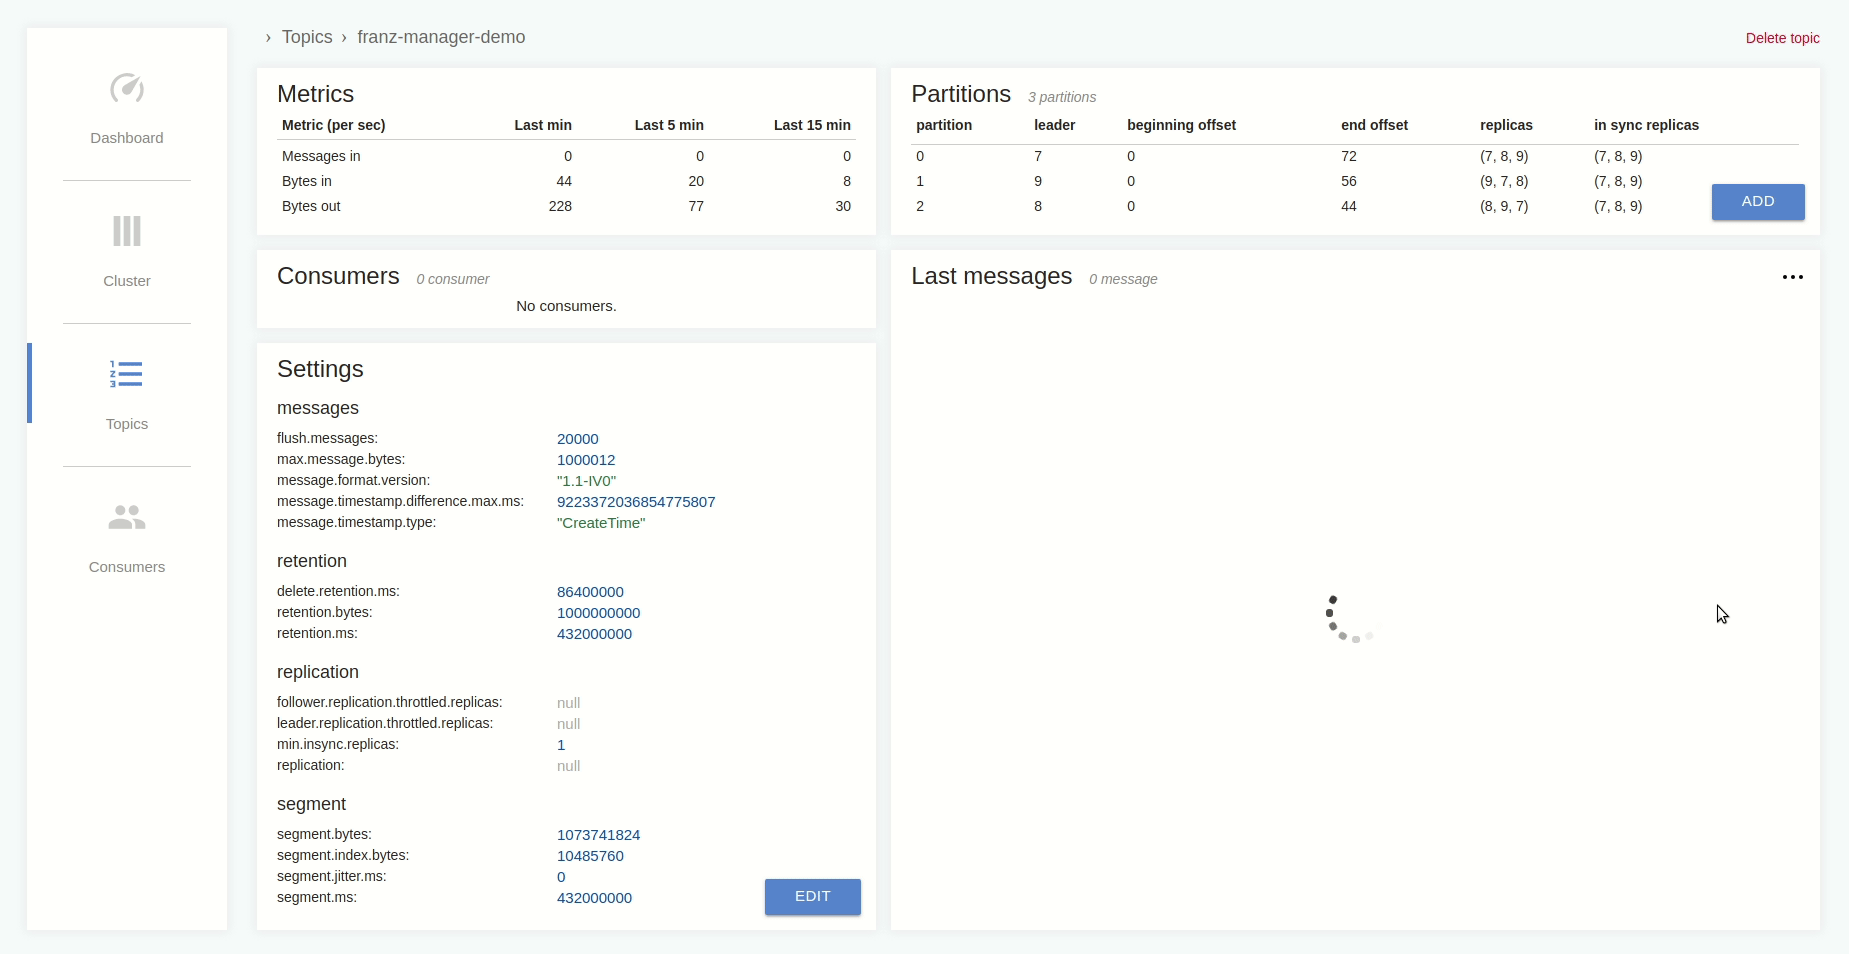 Dashboard
Cluster
Topics
Consumers
› Topics › franz-manager-demo
Delete topic
Metrics
Metric (per sec) Last min Last 5 min Last 15 min
Messages in 0 0 0
Bytes in 44 20 8
Bytes out 228 77 30
Partitions 3 partitions
partition leader beginning offset end offset replicas in sync replicas
0 7 0 72 (7, 8, 9) (7, 8, 9)
1 9 0 56 (9, 7, 8) (7, 8, 9)
2 8 0 44 (8, 9, 7) (7, 8, 9)
ADD
Consumers 0 consumer
No consumers.
Settings
messages
flush.messages: 20000
max.message.bytes: 1000012
message.format.version: "1.1-IV0"
message.timestamp.difference.max.ms: 9223372036854775807
message.timestamp.type: "CreateTime"
retention
delete.retention.ms: 86400000
retention.bytes: 1000000000
retention.ms: 432000000
replication
follower.replication.throttled.replicas: null
leader.replication.throttled.replicas: null
min.insync.replicas: 1
replication: null
segment
segment.bytes: 1073741824
segment.index.bytes: 10485760
segment.jitter.ms: 0
segment.ms: 432000000
EDIT
Last messages 0 message